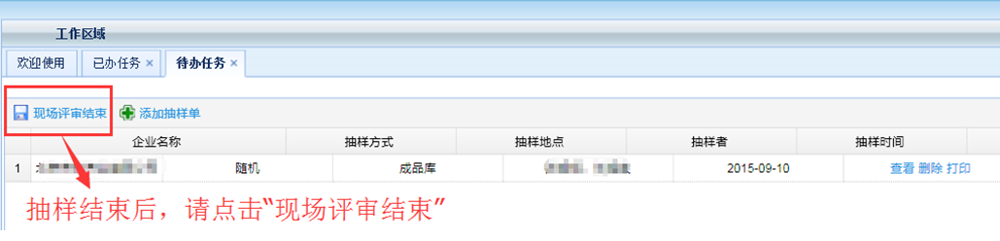 工作区域
欢迎使用 已办任务 × 待办任务 ×
现场评审结束 添加抽样单
企业名称 抽样方式 抽样地点 抽样者 抽样时间
1 随机 成品库 2015-09-10 查看 删除 打印
抽样结束后，请点击“现场评审结束”